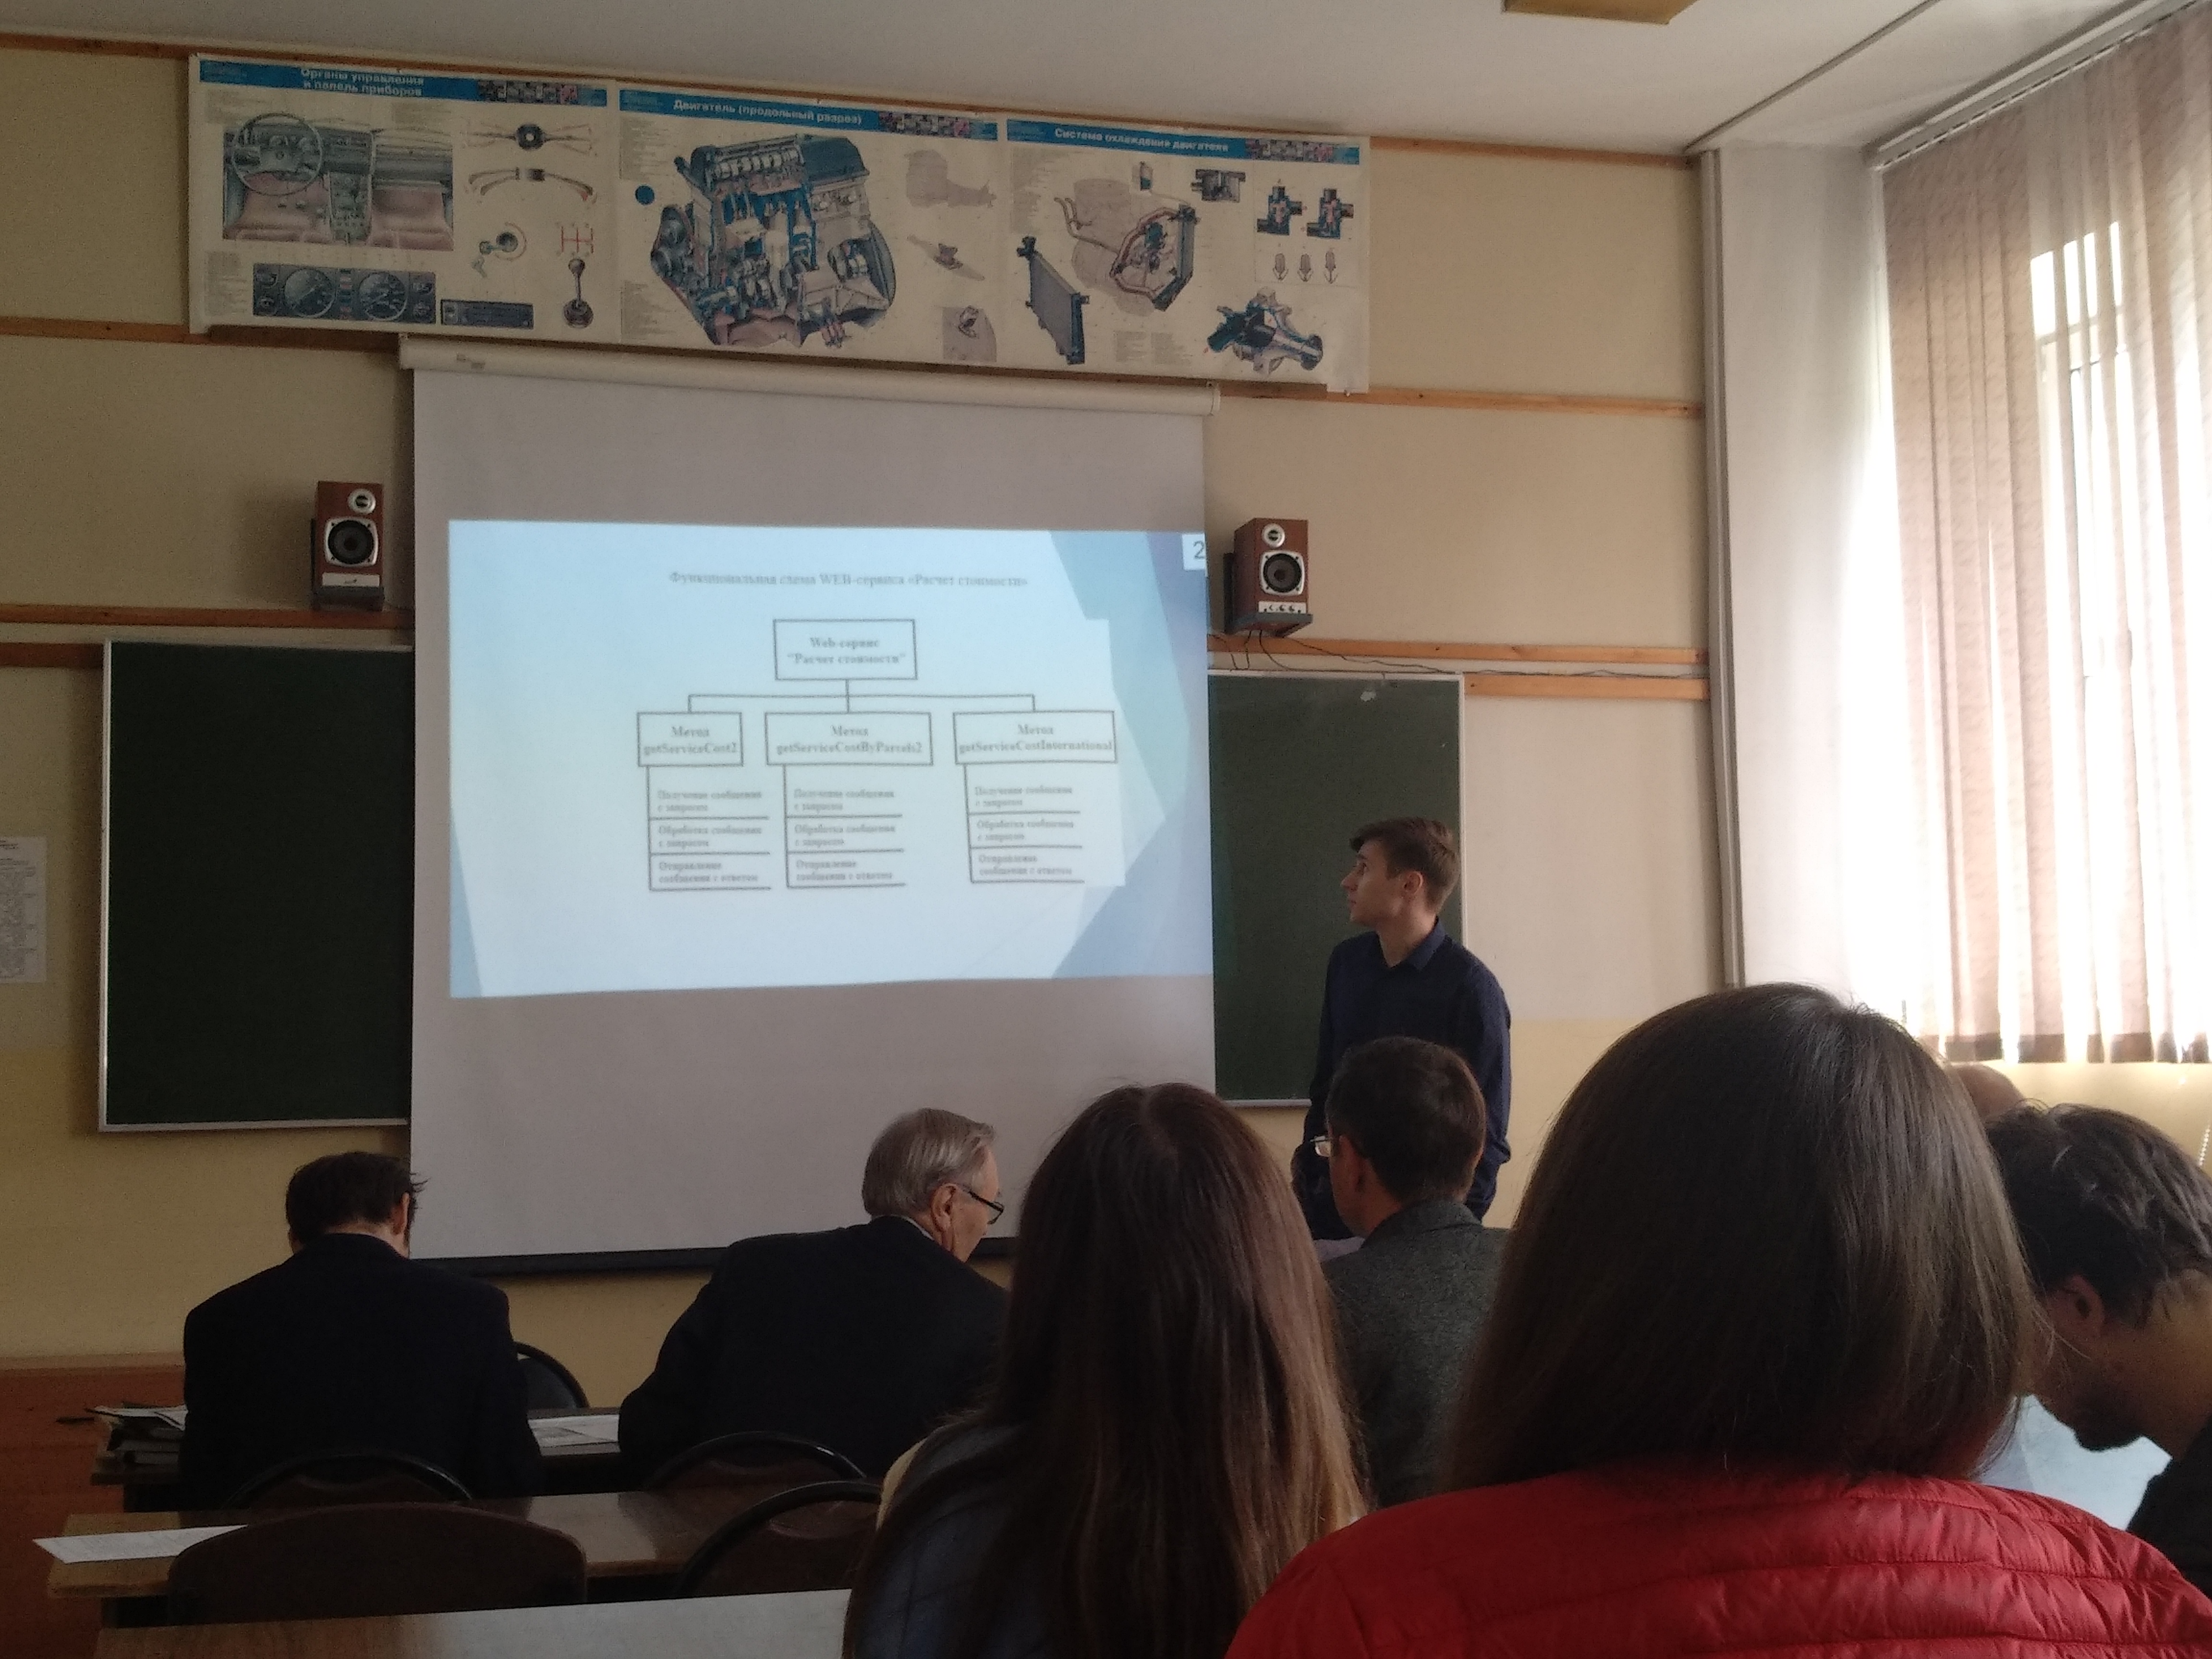 Органы управления
и панель приборов
Двигатель (продольный разрез)
Система охлаждения двигателя
2
Функциональная схема WEB-сервиса «Расчет стоимости»
Web-сервис
"Расчет стоимости"
Метод
getServiceCost2
Метод
getServiceCostByParcels2
Метод
getServiceCostInternational
Получение сообщения
с запросом
Обработка сообщения
с запросом
Отправление
сообщения с ответом
Получение сообщения
с запросом
Обработка сообщения
с запросом
Отправление
сообщения с ответом
Получение сообщения
с запросом
Обработка сообщения
с запросом
Отправление
сообщения с ответом